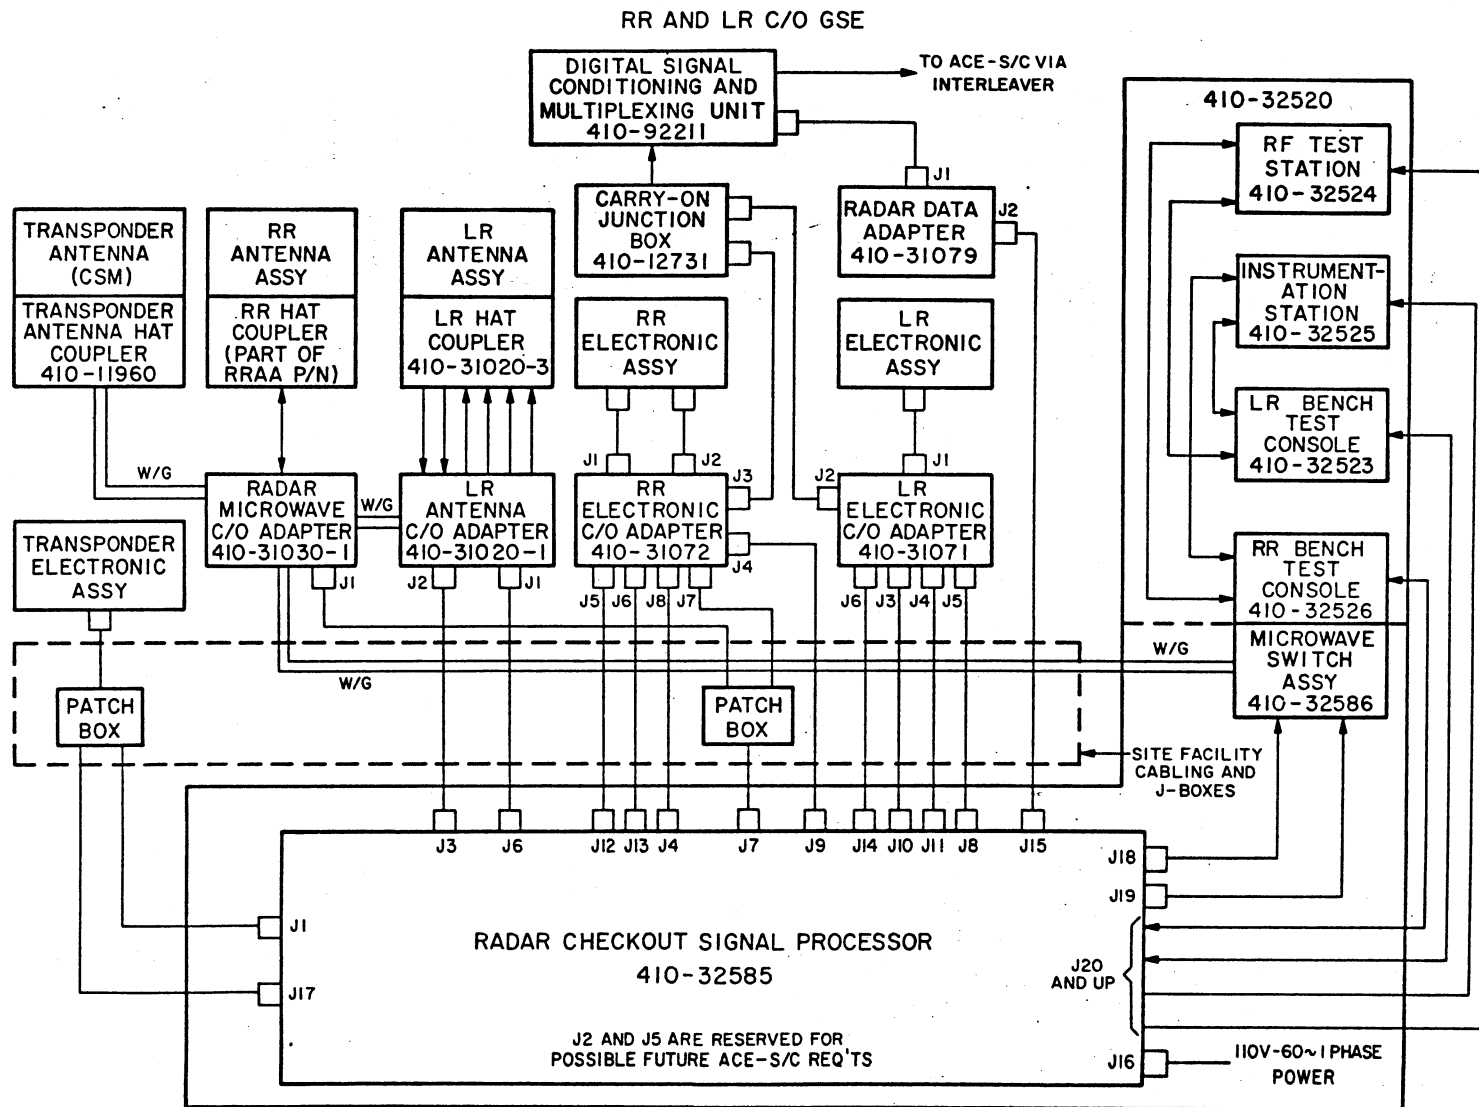 RR AND LR C/O GSE
DIGITAL SIGNAL
CONDITIONING AND
MULTIPLEXING UNIT
410-92211
TO ACE-S/C VIA
INTERLEAVER
410-32520
RF TEST
STATION
410-32524
J1
CARRY-ON
JUNCTION
BOX
410-12731
RADAR DATA
ADAPTER
410-31079
J2
TRANSPONDER
ANTENNA
(CSM)
RR
ANTENNA
ASSY
LR
ANTENNA
ASSY
INSTRUMENT-
ATION
STATION
410-32525
TRANSPONDER
ANTENNA HAT
COUPLER
410-11960
RR HAT
COUPLER
(PART OF
RRAA P/N)
LR HAT
COUPLER
410-31020-3
RR
ELECTRONIC
ASSY
LR
ELECTRONIC
ASSY
LR BENCH
TEST
CONSOLE
410-32523
W/G
J1
J2
J3
J2
J1
RADAR
MICROWAVE
C/O ADAPTER
410-31030-1
W/G
LR
ANTENNA
C/O ADAPTER
410-31020-1
RR
ELECTRONIC
C/O ADAPTER
410-31072
LR
ELECTRONIC
C/O ADAPTER
410-31071
TRANSPONDER
ELECTRONIC
ASSY
RR BENCH
TEST
CONSOLE
410-32526
J1
J2
J1
J4
J5
J6
J8
J7
J6
J3
J4
J5
W/G
W/G
MICROWAVE
SWITCH
ASSY
410-32586
PATCH
BOX
PATCH
BOX
SITE FACILITY
CABLING AND
J-BOXES
J3
J6
J12
J13
J4
J7
J9
J14
J10
J11
J8
J15
J18
J19
J1
RADAR CHECKOUT SIGNAL PROCESSOR
410-32585
J20
AND UP
J17
J2 AND J5 ARE RESERVED FOR
POSSIBLE FUTURE ACE-S/C REQ'TS
J16
110V-60~1 PHASE
POWER